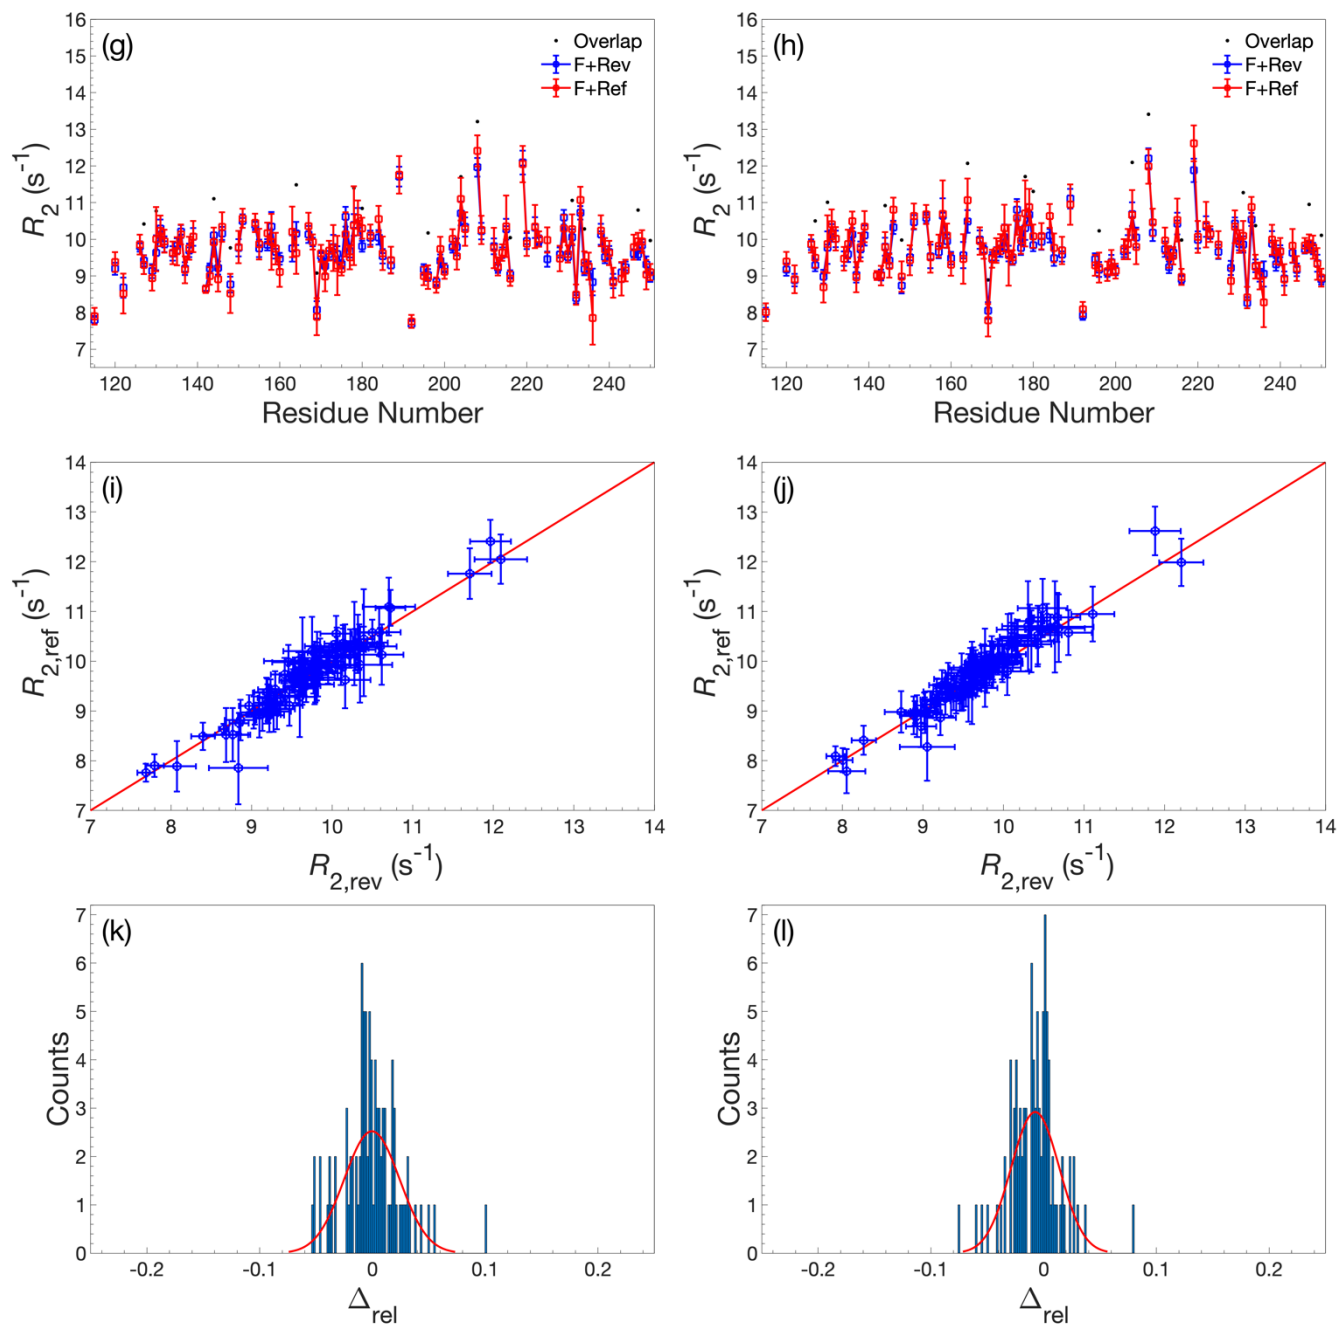 (g)
R2 (s-1)
16
15
14
13
12
11
10
9
8
7
Overlap
F+Rev
F+Ref
120 140 160 180 200 220 240
Residue Number
(h)
R2 (s-1)
16
15
14
13
12
11
10
9
8
7
Overlap
F+Rev
F+Ref
120 140 160 180 200 220 240
Residue Number
(i)
R2,ref (s-1)
14
13
12
11
10
9
8
7
7 8 9 10 11 12 13 14
R2,rev (s-1)
(j)
R2,ref (s-1)
14
13
12
11
10
9
8
7
7 8 9 10 11 12 13 14
R2,rev (s-1)
(k)
Counts
7
6
5
4
3
2
1
0
-0.2 -0.1 0 0.1 0.2
Δrel
(l)
Counts
7
6
5
4
3
2
1
0
-0.2 -0.1 0 0.1 0.2
Δrel